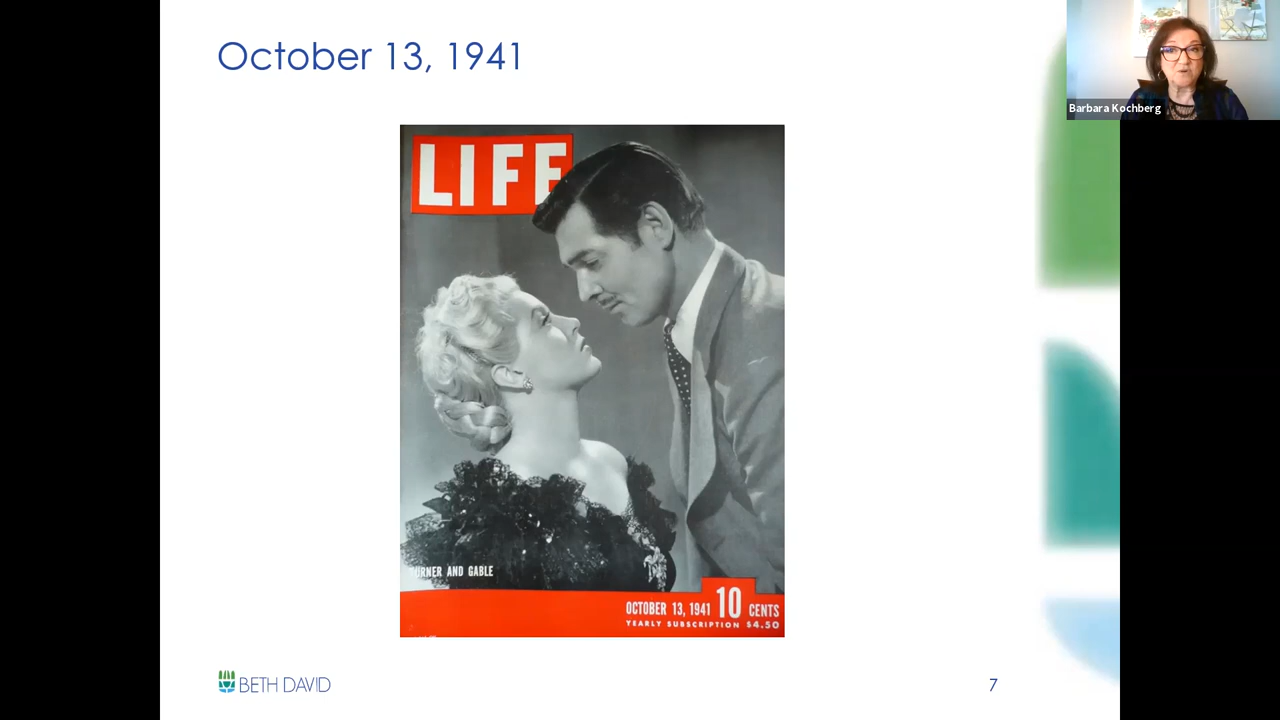 October 13, 1941
Barbara Kochberg
LIFE
AND GABLE
OCTOBER 13, 1941 10 CENTS
YEARLY SUBSCRIPTION $4.50
BETH DAVID
7